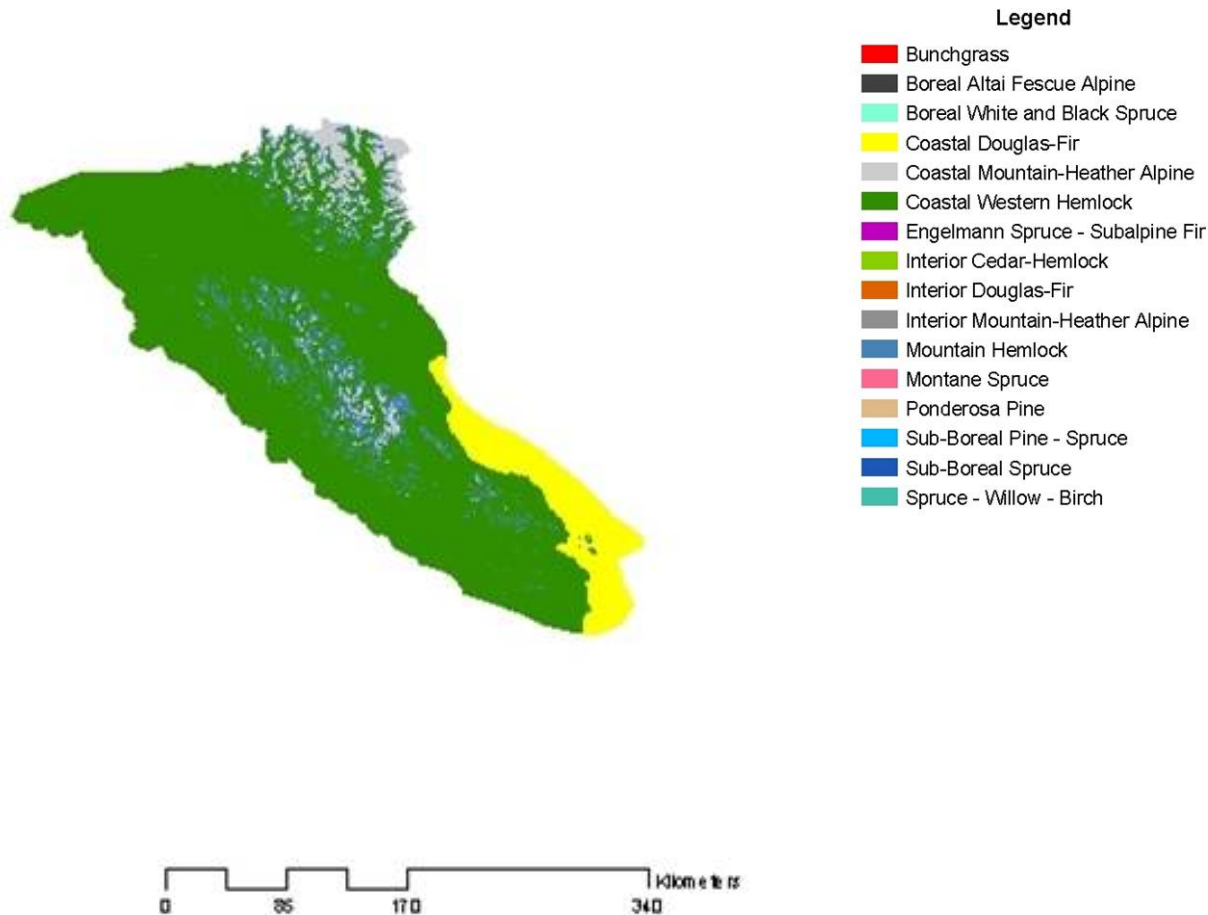 Legend
Bunchgrass
Boreal Altai Fescue Alpine
Boreal White and Black Spruce
Coastal Douglas-Fir
Coastal Mountain-Heather Alpine
Coastal Western Hemlock
Engelmann Spruce - Subalpine Fir
Interior Cedar-Hemlock
Interior Douglas-Fir
Interior Mountain-Heather Alpine
Mountain Hemlock
Montane Spruce
Ponderosa Pine
Sub-Boreal Pine - Spruce
Sub-Boreal Spruce
Spruce - Willow - Birch
Kilometers
0 85 170 340